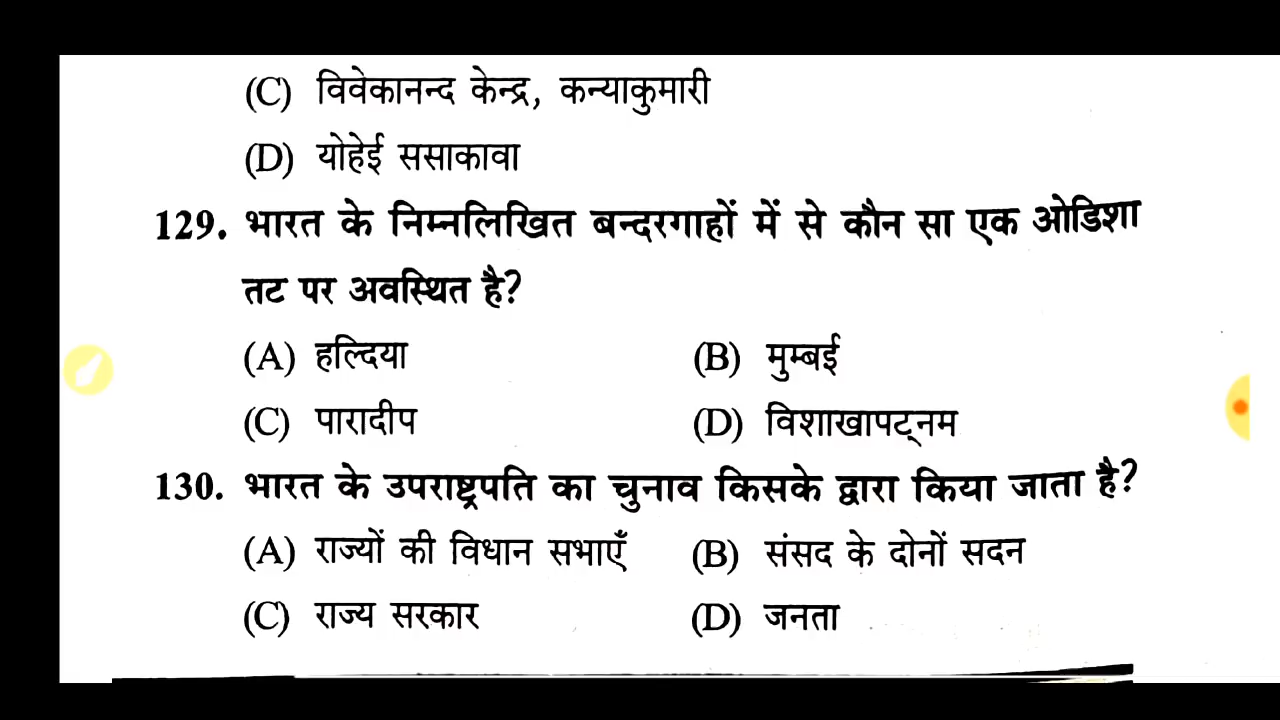 (C) विवेकानन्द केन्द्र, कन्याकुमारी
(D) योहेई ससाकावा
129. भारत के निम्नलिखित बन्दरगाहों में से कौन सा एक ओडिशा
तट पर अवस्थित है?
(A) हल्दिया (B) मुम्बई
(C) पारादीप (D) विशाखापट्नम
130. भारत के उपराष्ट्रपति का चुनाव किसके द्वारा किया जाता है?
(A) राज्यों की विधान सभाएँ (B) संसद के दोनों सदन
(C) राज्य सरकार (D) जनता